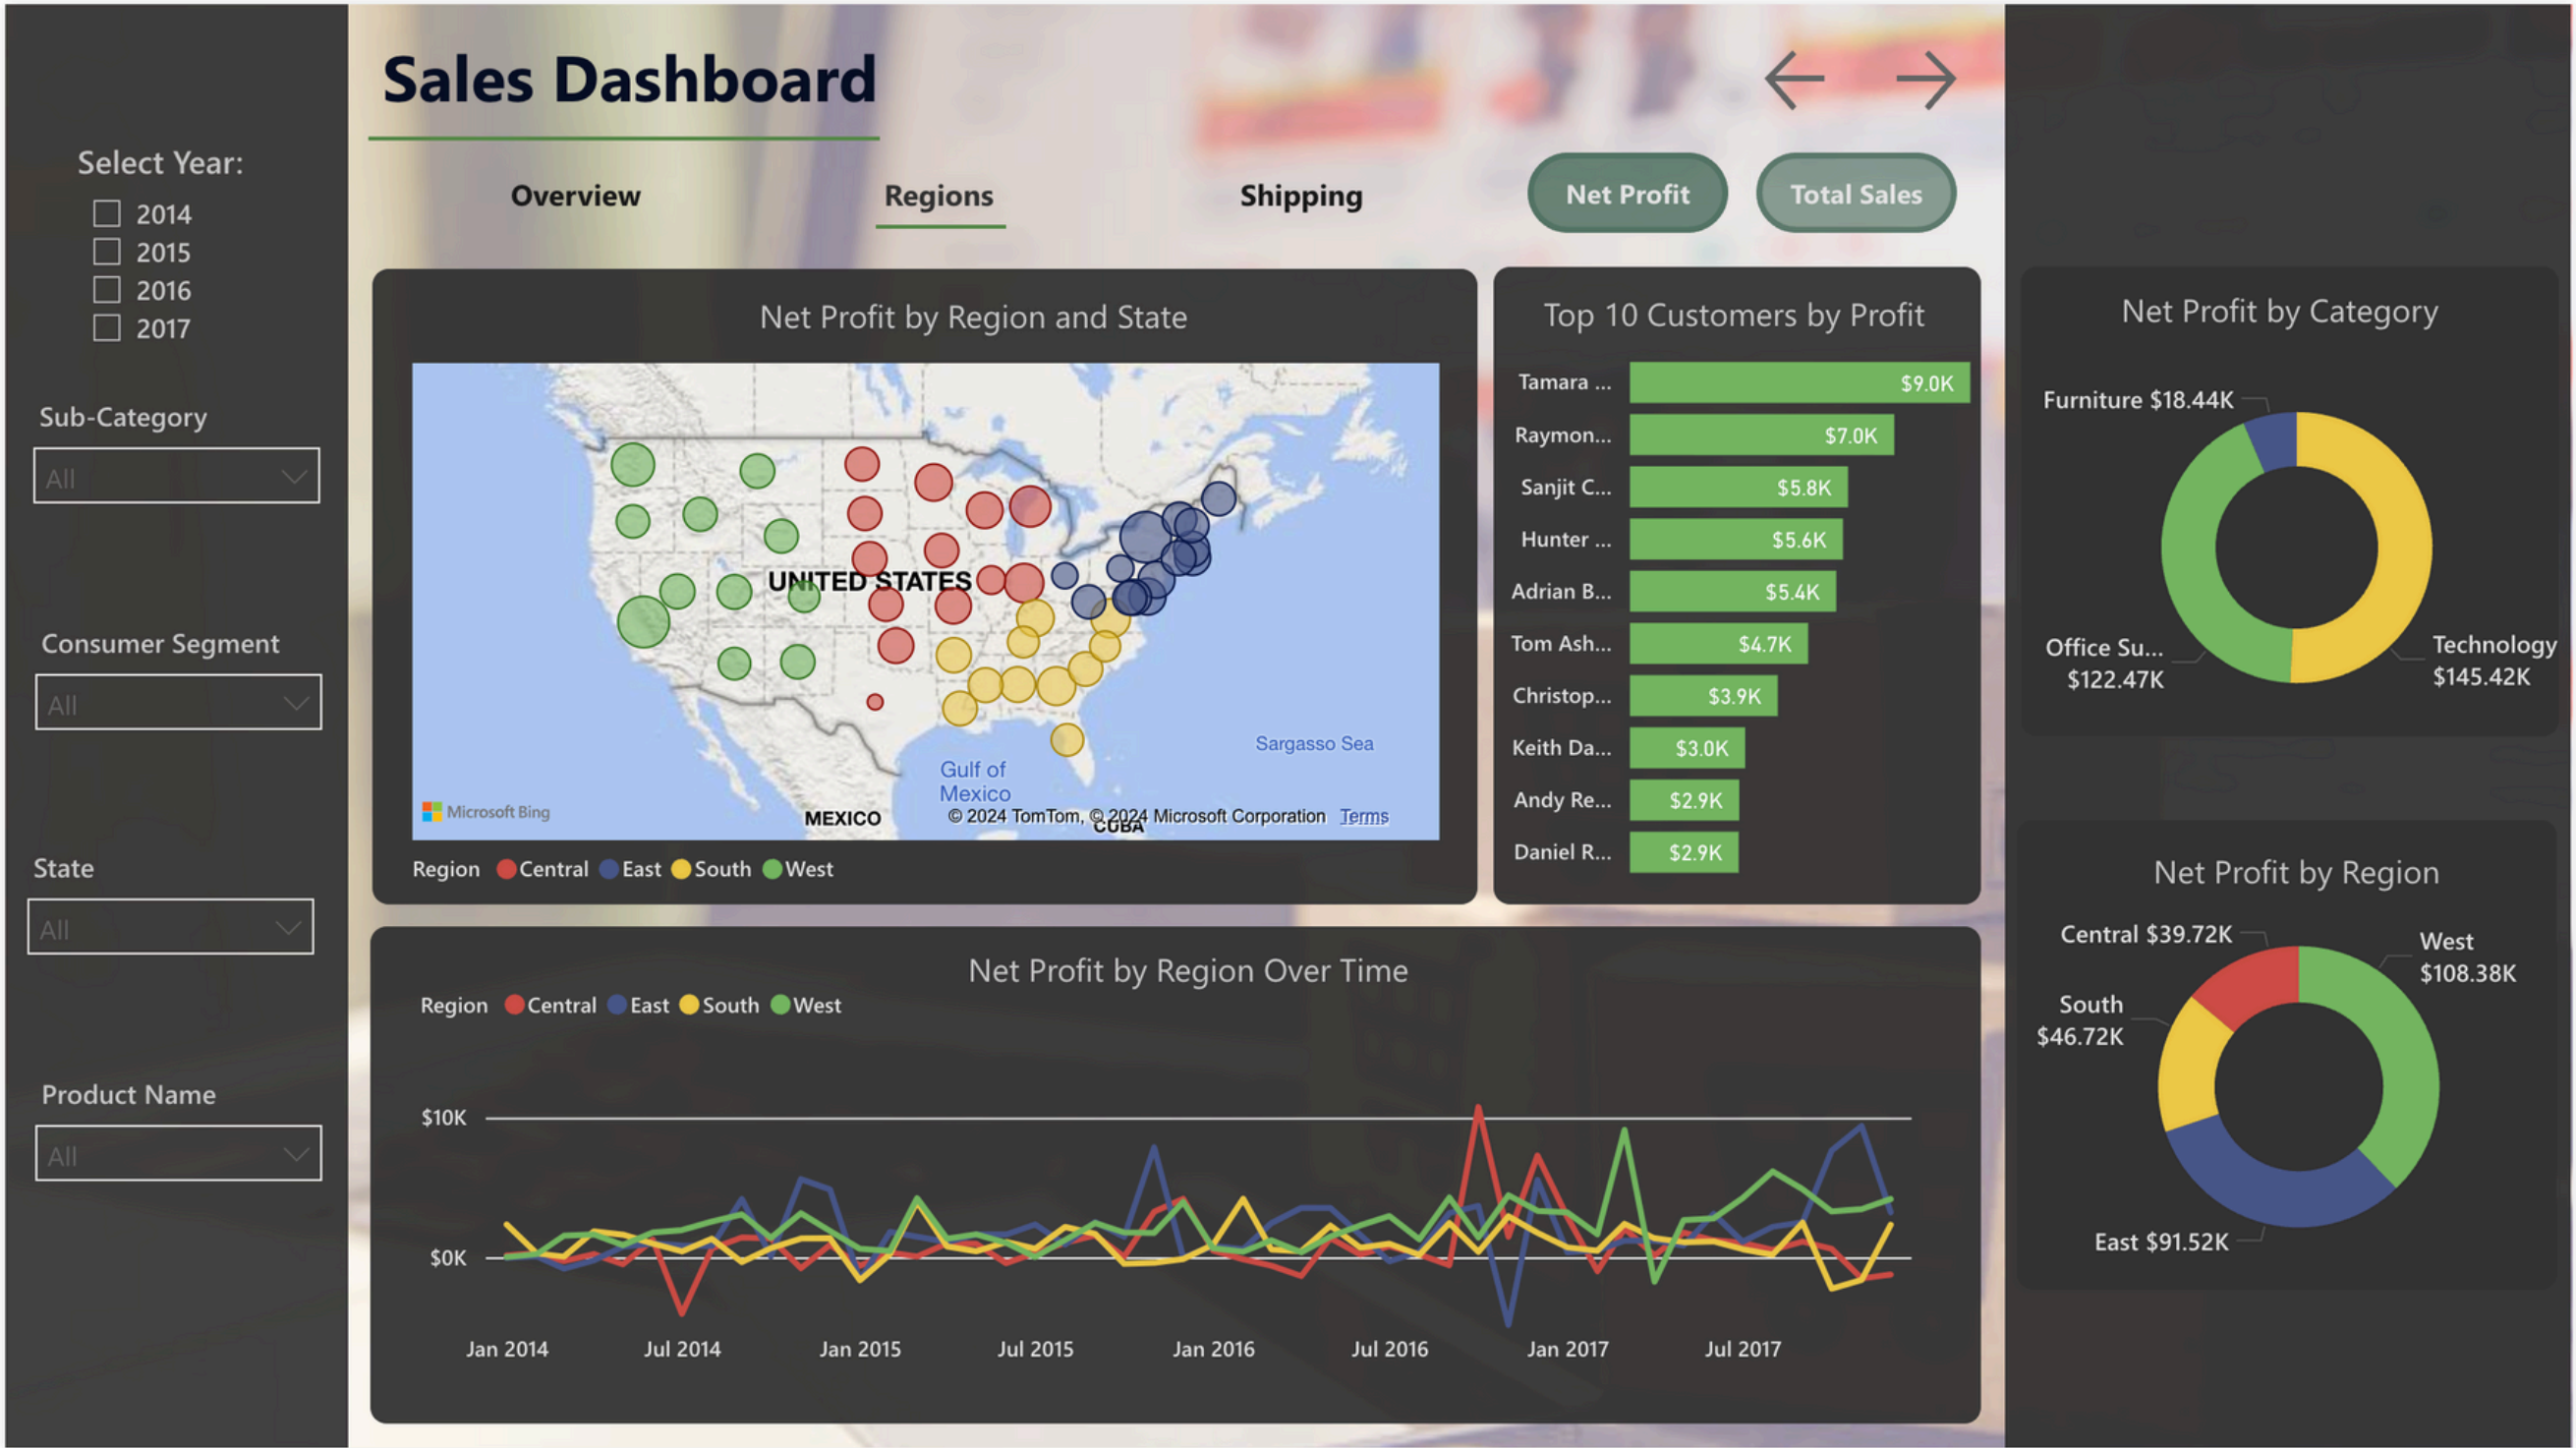 Sales Dashboard
Select Year:
2014
2015
2016
2017
Sub-Category
All
Consumer Segment
All
State
All
Product Name
All
Overview
Regions
Shipping
Net Profit
Total Sales
Net Profit by Region and State
UNITED STATES
Sargasso Sea
Gulf of
Mexico
MEXICO
CUBA
Microsoft Bing
© 2024 TomTom, © 2024 Microsoft Corporation Terms
Region Central East South West
Top 10 Customers by Profit
Tamara ... $9.0K
Raymon... $7.0K
Sanjit C... $5.8K
Hunter ... $5.6K
Adrian B... $5.4K
Tom Ash... $4.7K
Christop... $3.9K
Keith Da... $3.0K
Andy Re... $2.9K
Daniel R... $2.9K
Net Profit by Region Over Time
Region Central East South West
$10K
$0K
Jan 2014 Jul 2014 Jan 2015 Jul 2015 Jan 2016 Jul 2016 Jan 2017 Jul 2017
Net Profit by Category
Furniture $18.44K
Office Su...
$122.47K
Technology
$145.42K
Net Profit by Region
Central $39.72K
West
$108.38K
South
$46.72K
East $91.52K